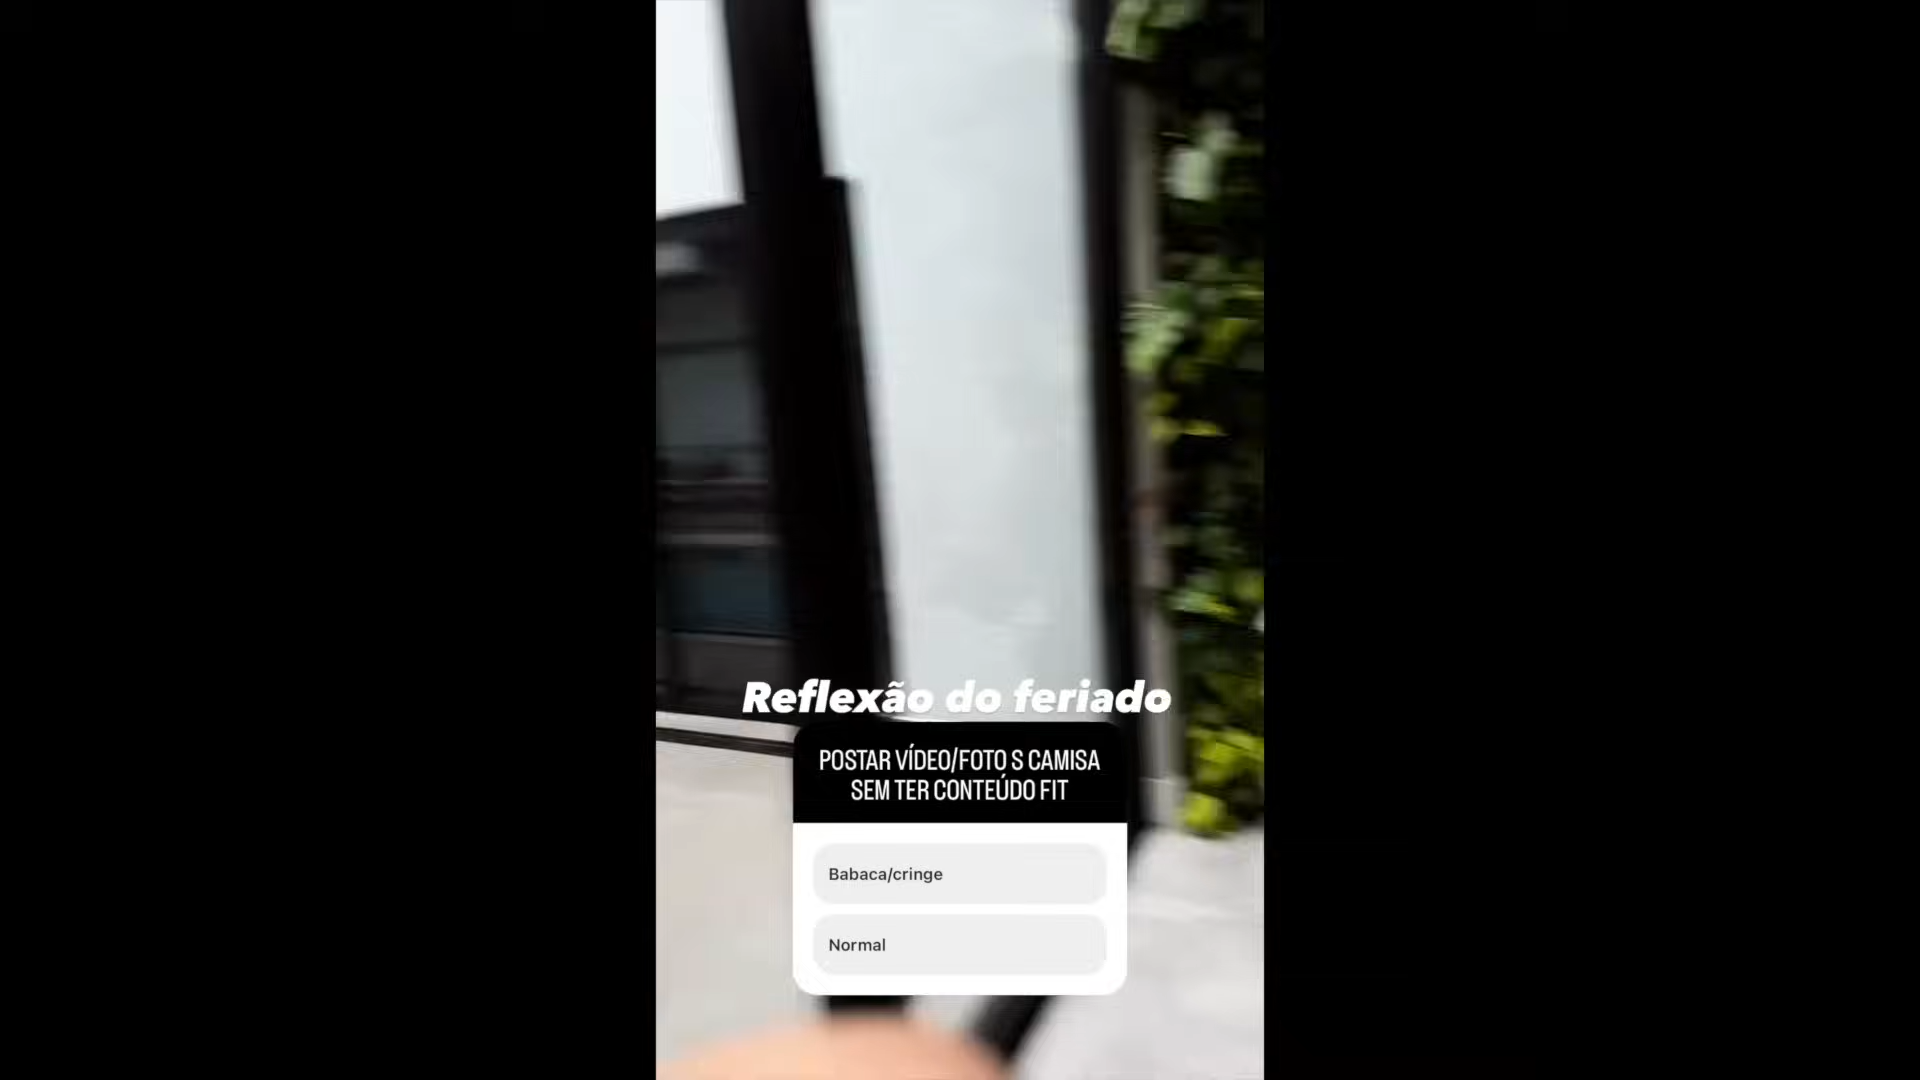 Reflexão do feriado
POSTAR VÍDEO/FOTO S CAMISA
SEM TER CONTEÚDO FIT
Babaca/cringe
Normal